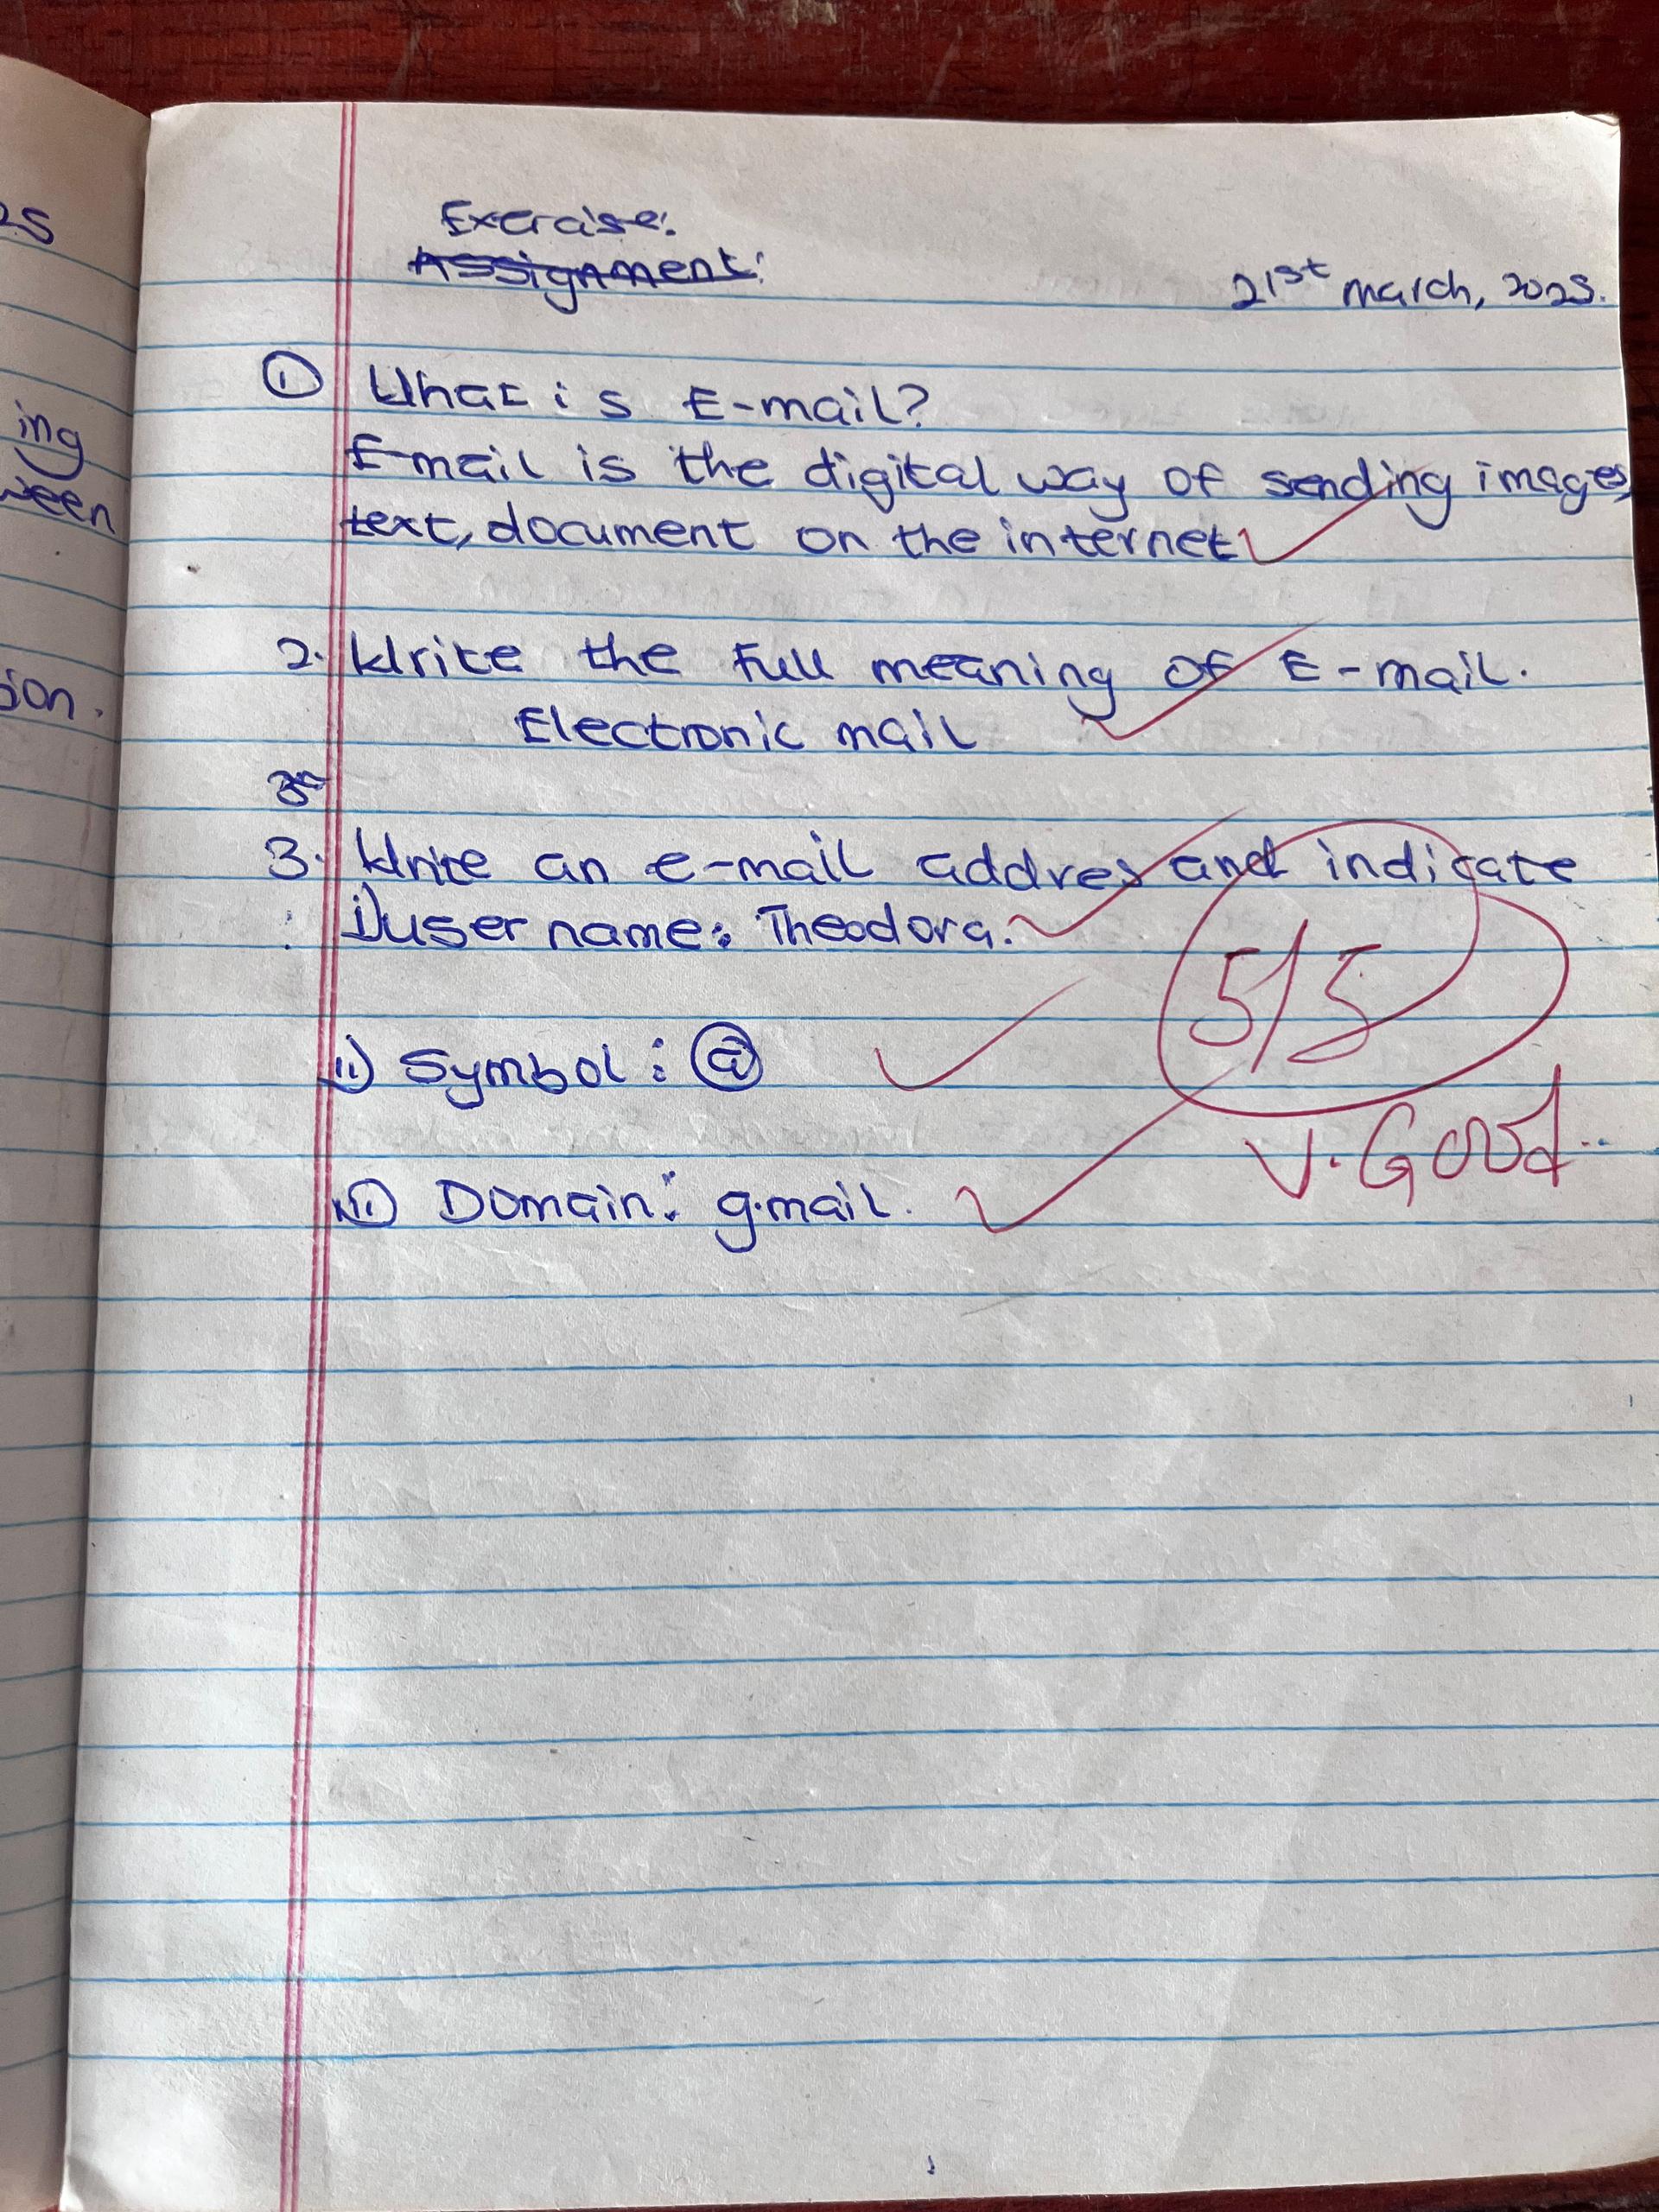 25
ing
ween
ion.
Exercise:
Assignment:
21st march, 2025.
① What is E-mail?
E-mail is the digital way of sending images,
text, document on the internet
2. Write the full meaning of E-mail.
Electronic mail
3. Write an e-mail addres and indicate
i) user name: Theodora.
5/5
ii) Symbol: @
V. Good
iii) Domain: g.mail.